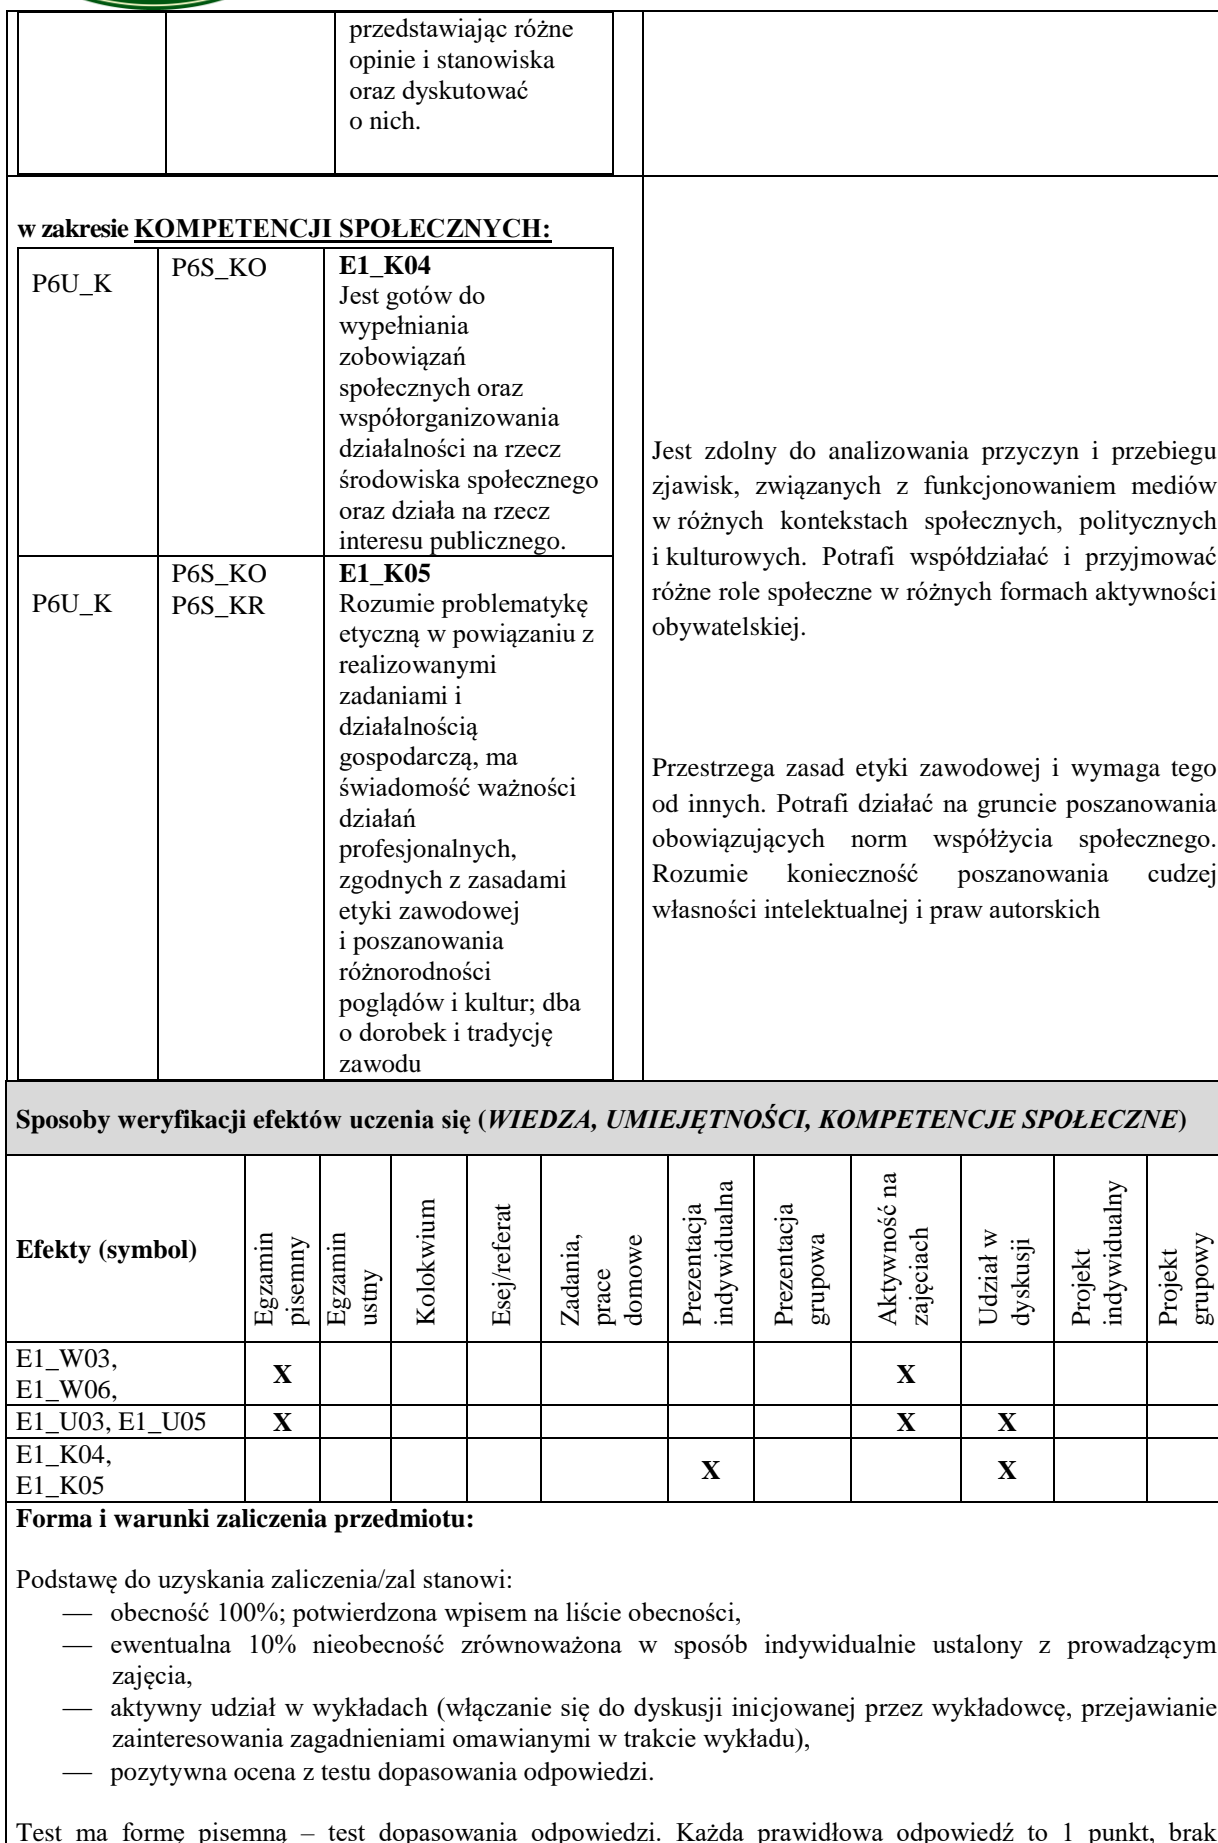 przedstawiając różne
opinie i stanowiska
oraz dyskutować
o nich.
w zakresie KOMPETENCJI SPOŁECZNYCH:
P6U_K
P6S_KO
E1_K04
Jest gotów do
wypełniania
zobowiązań
społecznych oraz
współorganizowania
działalności na rzecz
środowiska społecznego
oraz działa na rzecz
interesu publicznego.
P6U_K
P6S_KO
P6S_KR
E1_K05
Rozumie problematykę
etyczną w powiązaniu z
realizowanymi
zadaniami i
działalnością
gospodarczą, ma
świadomość ważności
działań
profesjonalnych,
zgodnych z zasadami
etyki zawodowej
i poszanowania
różnorodności
poglądów i kultur; dba
o dorobek i tradycję
zawodu
Jest zdolny do analizowania przyczyn i przebiegu
zjawisk, związanych z funkcjonowaniem mediów
w różnych kontekstach społecznych, politycznych
i kulturowych. Potrafi współdziałać i przyjmować
różne role społeczne w różnych formach aktywności
obywatelskiej.
Przestrzega zasad etyki zawodowej i wymaga tego
od innych. Potrafi działać na gruncie poszanowania
obowiązujących norm współżycia społecznego.
Rozumie konieczność poszanowania cudzej
własności intelektualnej i praw autorskich
Sposoby weryfikacji efektów uczenia się (WIEDZA, UMIEJĘTNOŚCI, KOMPETENCJE SPOŁECZNE)
Efekty (symbol)
Egzamin
pisemny
Egzamin
ustny
Kolokwium
Esej/referat
Zadania,
prace
domowe
Prezentacja
indywidualna
Prezentacja
grupowa
Aktywność na
zajęciach
Udział w
dyskusji
Projekt
indywidualny
Projekt
grupowy
E1_W03,
E1_W06,
X X
E1_U03, E1_U05 X X X
E1_K04,
E1_K05
X X
Forma i warunki zaliczenia przedmiotu:
Podstawę do uzyskania zaliczenia/zal stanowi:
— obecność 100%; potwierdzona wpisem na liście obecności,
— ewentualna 10% nieobecność zrównoważona w sposób indywidualnie ustalony z prowadzącym
zajęcia,
— aktywny udział w wykładach (włączanie się do dyskusji inicjowanej przez wykładowcę, przejawianie
zainteresowania zagadnieniami omawianymi w trakcie wykładu),
— pozytywna ocena z testu dopasowania odpowiedzi.
Test ma formę pisemną – test dopasowania odpowiedzi. Każda prawidłowa odpowiedź to 1 punkt, brak